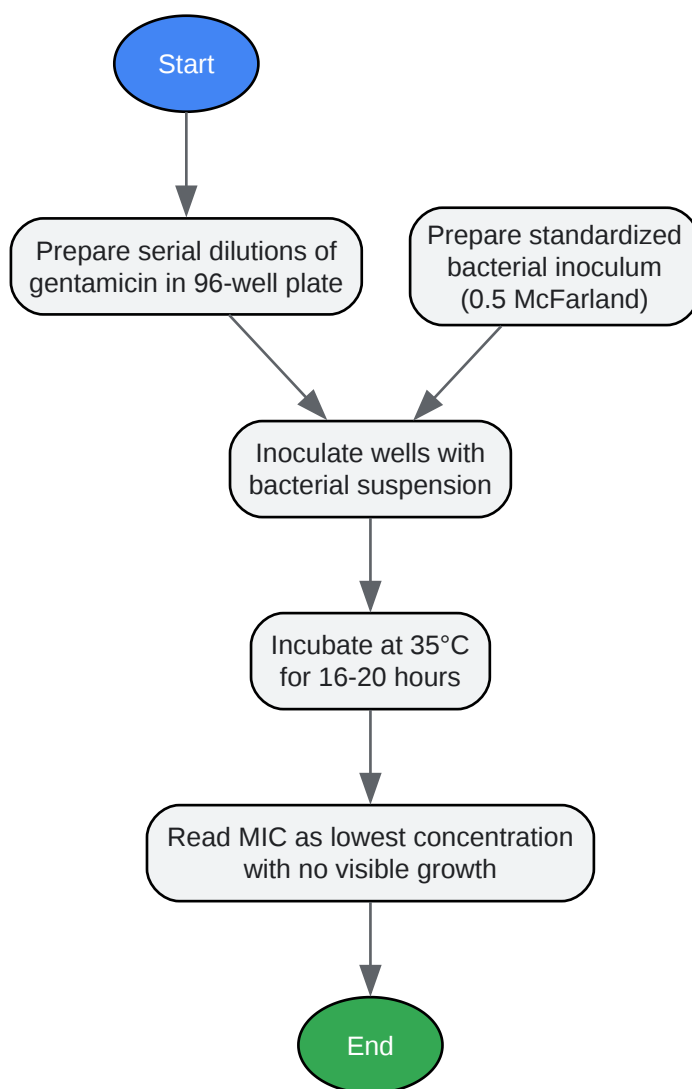 Start
Prepare serial dilutions of
gentamicin in 96-well plate
Prepare standardized
bacterial inoculum
(0.5 McFarland)
Inoculate wells with
bacterial suspension
Incubate at 35°C
for 16-20 hours
Read MIC as lowest concentration
with no visible growth
End